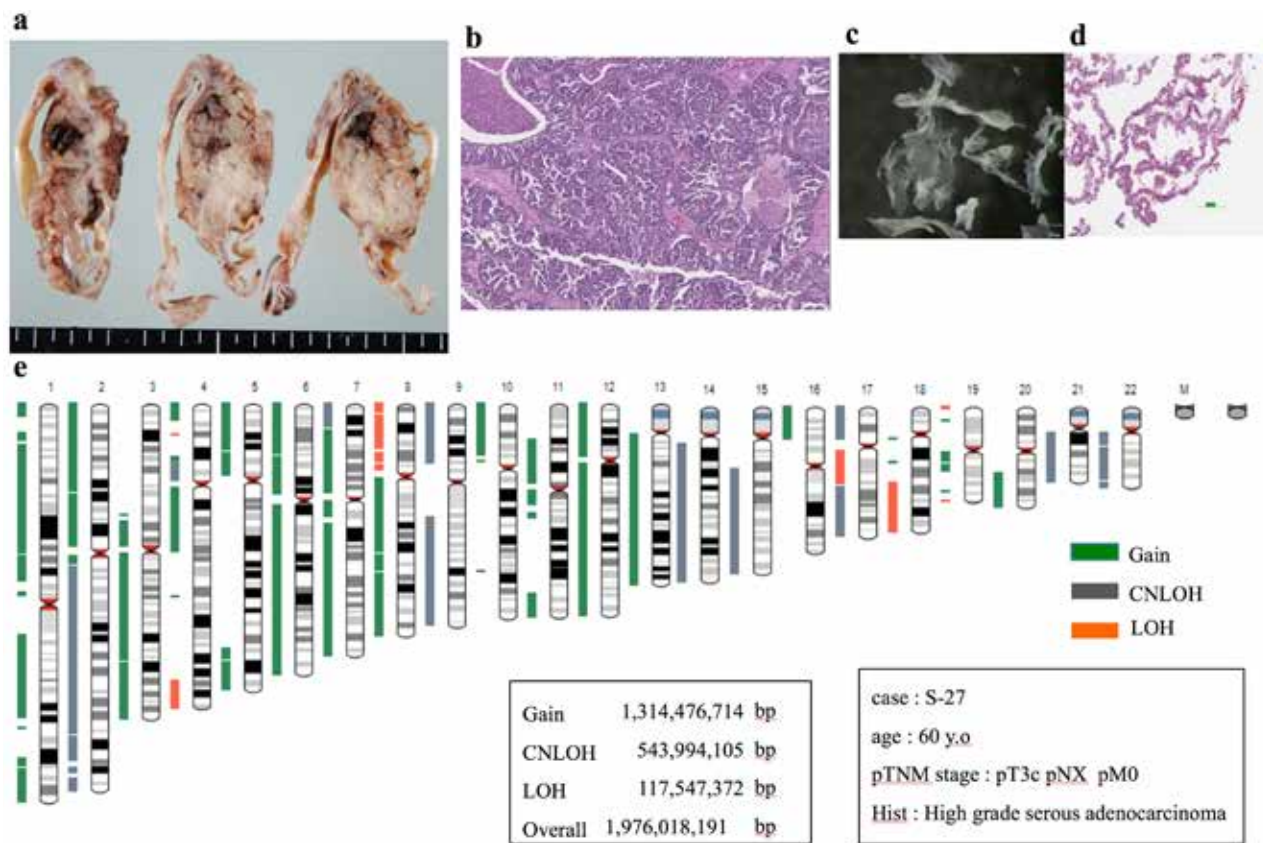 a
b
c
d
e
1 2 3 4 5 6 7 8 9 10 11 12 13 14 15 16 17 18 19 20 21 22 M
Gain
CNLOH
LOH
Gain 1,314,476,714 bp
CNLOH 543,994,105 bp
LOH 117,547,372 bp
Overall 1,976,018,191 bp
case : S-27
age : 60 y.o
pTNM stage : pT3c pNX pM0
Hist : High grade serous adenocarcinoma